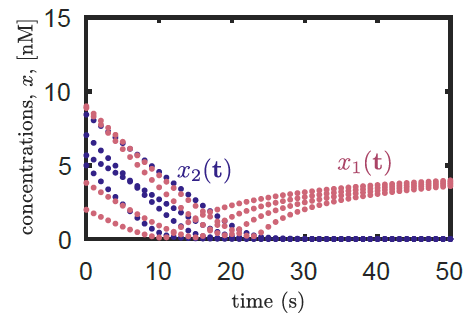 concentrations, x, [nM]
15
10
5
0
x₂(t)
x₁(t)
0 10 20 30 40 50
time (s)